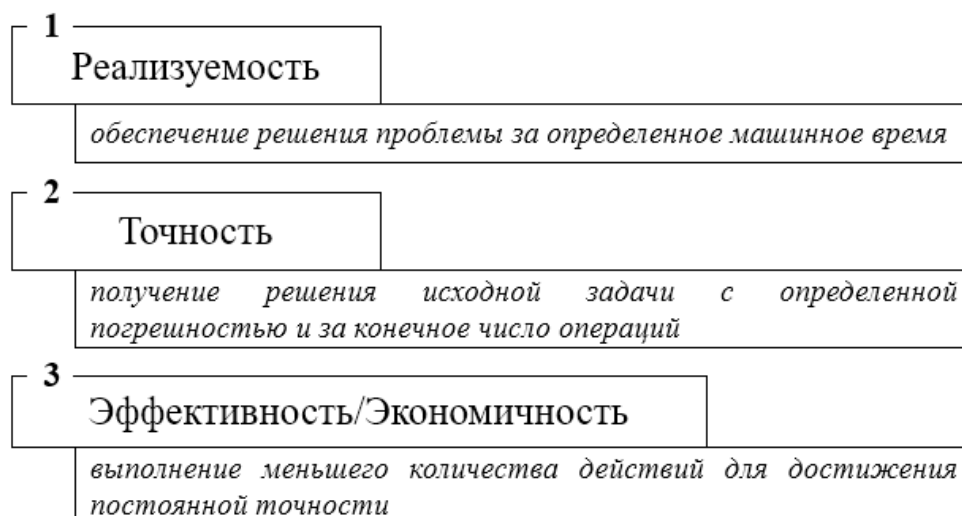 1
Реализуемость
обеспечение решения проблемы за определенное машинное время
2
Точность
получение решения исходной задачи с определенной
погрешностью и за конечное число операций
3
Эффективность/Экономичность
выполнение меньшего количества действий для достижения
постоянной точности